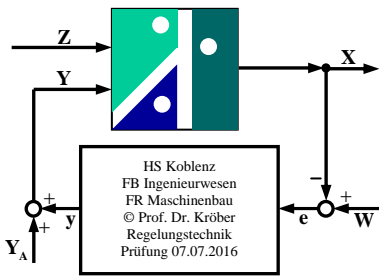 Z
X
Y
HS Koblenz
FB Ingenieurwesen
FR Maschinenbau
© Prof. Dr. Kröber
Regelungstechnik
Prüfung 07.07.2016
−
+
+
+
y
e
W
Y_A